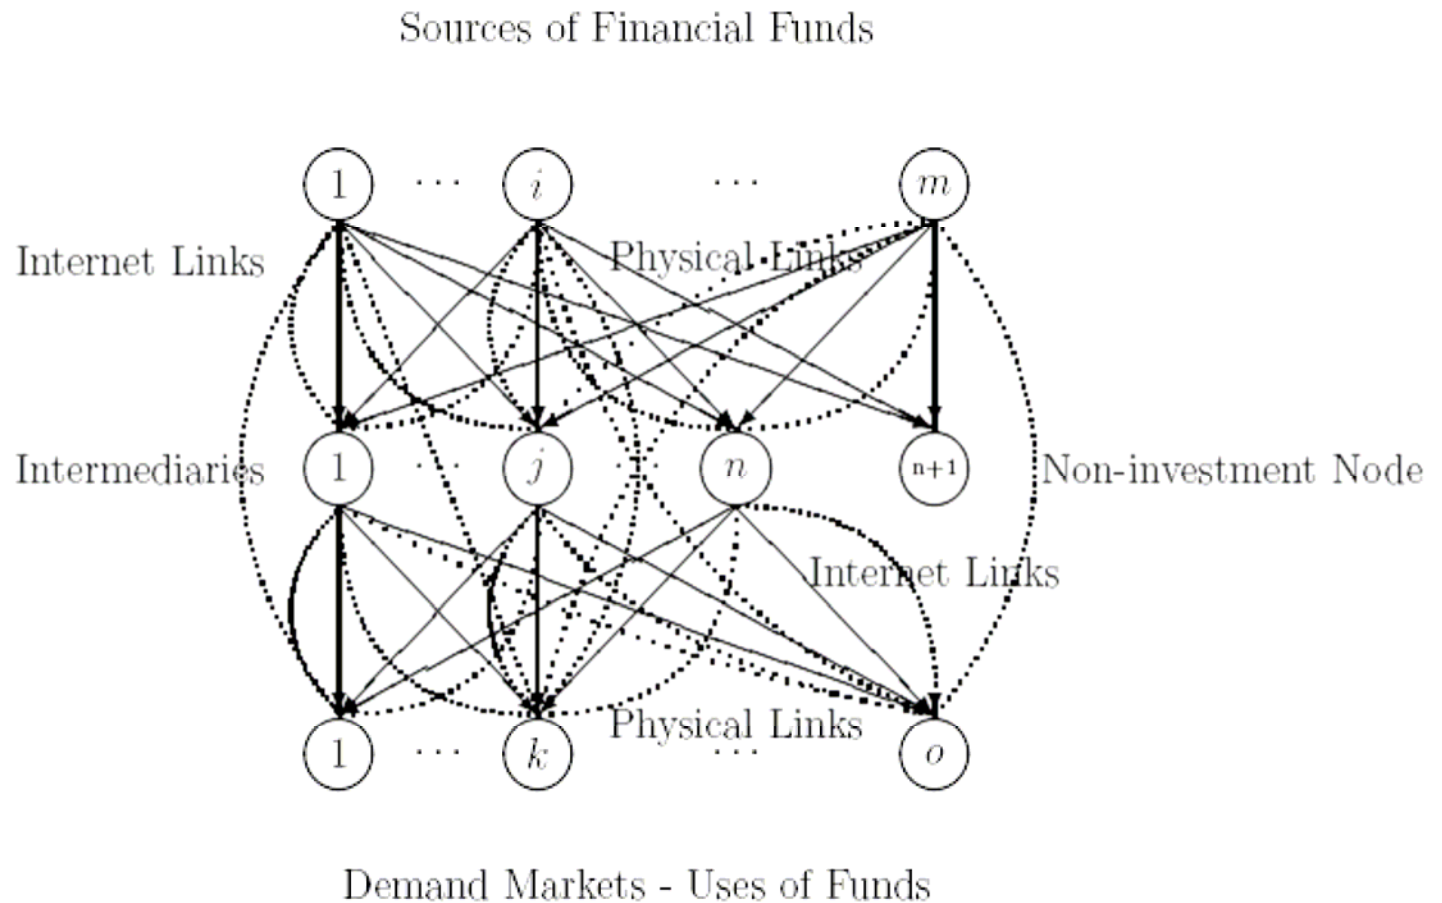 Sources of Financial Funds
1 · · · i · · · m
Internet Links
Physical Links
Intermediaries 1 · · · j · · · n n+1 Non-investment Node
Internet Links
Physical Links
1 · · · k · · · o
Demand Markets - Uses of Funds